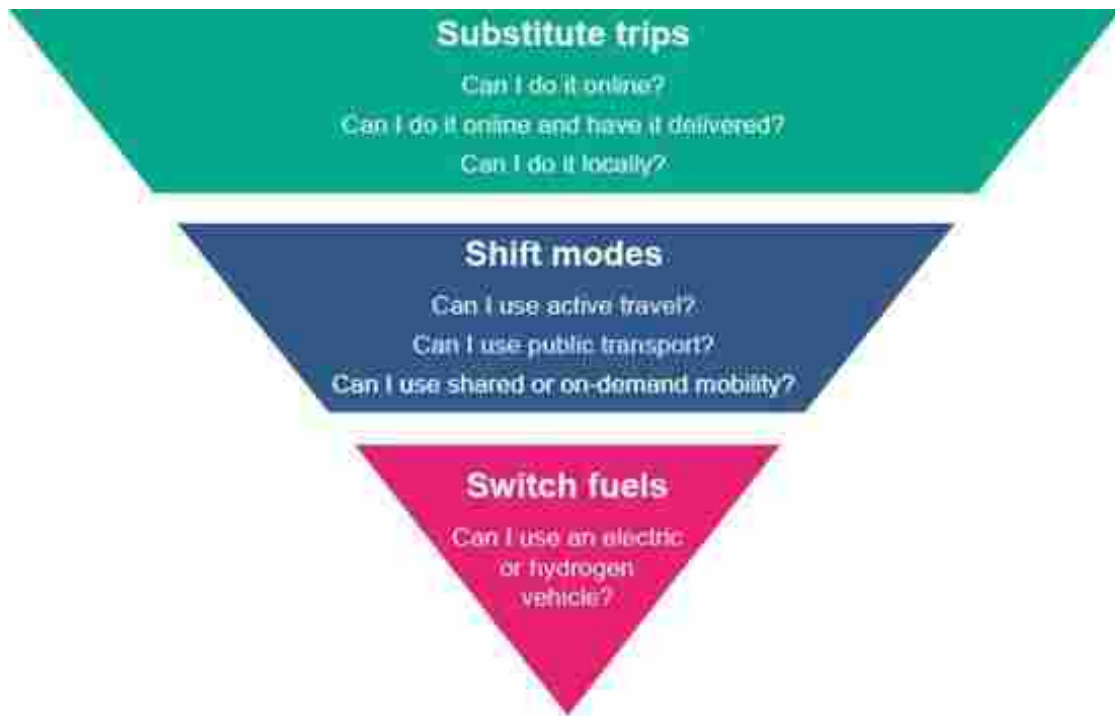 Substitute trips
Can I do it online?
Can I do it online and have it delivered?
Can I do it locally?
Shift modes
Can I use active travel?
Can I use public transport?
Can I use shared or on-demand mobility?
Switch fuels
Can I use an electric
or hydrogen
vehicle?